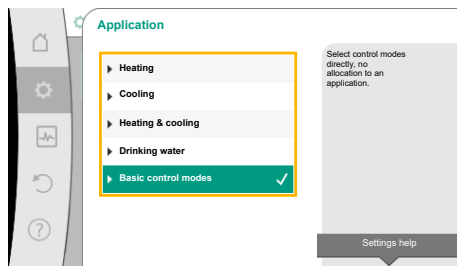 Application
Heating
Cooling
Heating & cooling
Drinking water
Basic control modes
Select control modes
directly, no
allocation to an
application.
Settings help
?